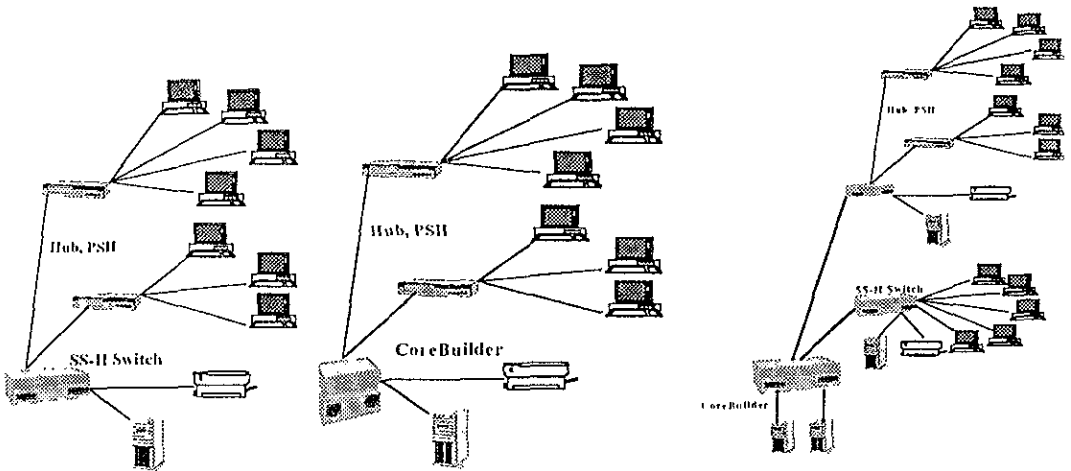 Hub, PSH
SS-II Switch
Hub, PSH
CoreBuilder
Hub PSH
SS-II Switch
CoreBuilder